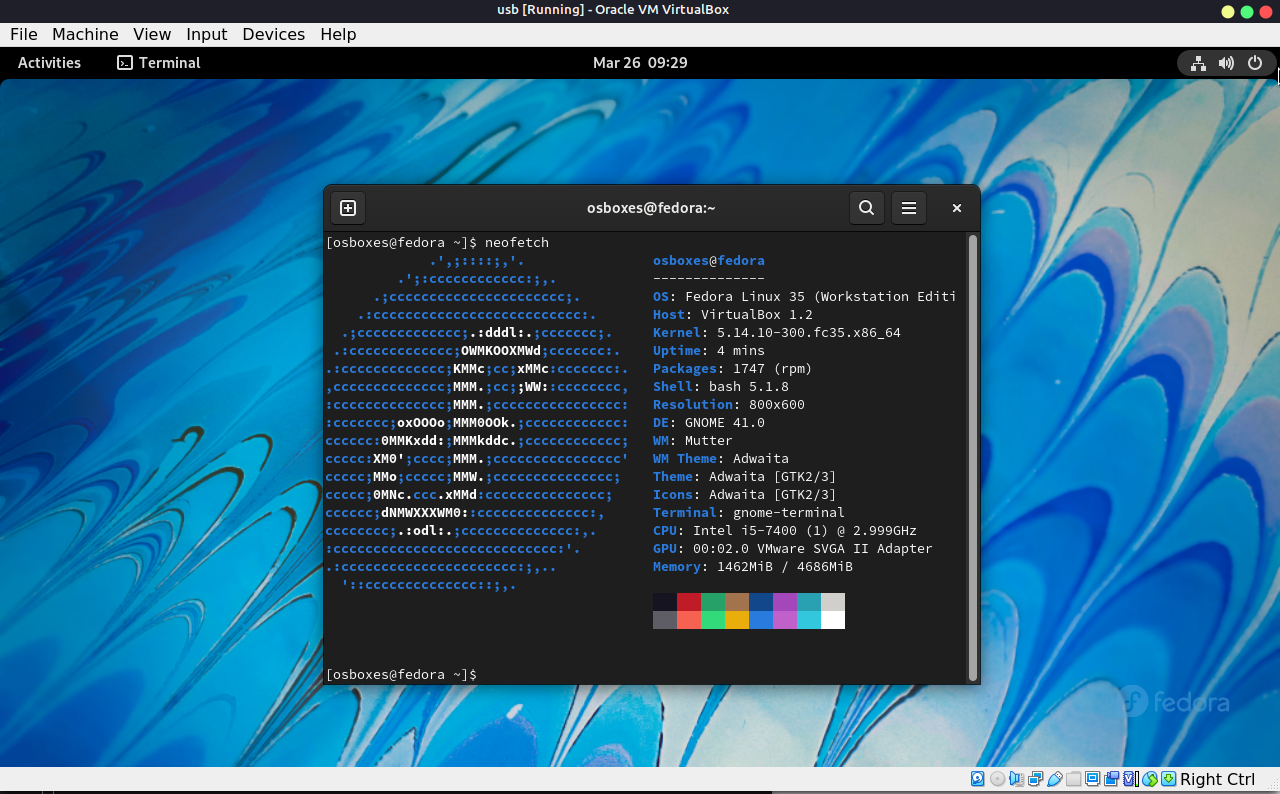 usb [Running] - Oracle VM VirtualBox
File Machine View Input Devices Help
Activities Terminal Mar 26 09:29
osboxes@fedora:~
[osboxes@fedora ~]$ neofetch
.',;::::;,'. osboxes@fedora
.';:cccccccccccc:;,. --------------
.;cccccccccccccccccccccc;. OS: Fedora Linux 35 (Workstation Editi
.:cccccccccccccccccccccccccc:. Host: VirtualBox 1.2
.;ccccccccccccc;.:dddl:.;ccccccc;. Kernel: 5.14.10-300.fc35.x86_64
.:ccccccccccccc;OWMKOOXMWd;ccccccc:. Uptime: 4 mins
.:ccccccccccccc;KMMc;cc;xMMc:ccccccc:. Packages: 1747 (rpm)
,cccccccccccccc;MMM.;cc;;WW::cccccccc, Shell: bash 5.1.8
:cccccccccccccc;MMM.;cccccccccccccccc: Resolution: 800x600
:ccccccc;oxOOOo;MMM0OOk.;cccccccccccc: DE: GNOME 41.0
cccccc:0MMKxdd:;MMMkddc.;cccccccccccc; WM: Mutter
ccccc:XM0';cccc;MMM.;cccccccccccccccc' WM Theme: Adwaita
ccccc;MMo;ccccc;MMW.;ccccccccccccccc; Theme: Adwaita [GTK2/3]
ccccc;0MNc.ccc.xMMd:ccccccccccccccc; Icons: Adwaita [GTK2/3]
cccccc;dNMWXXXWM0::cccccccccccccc:, Terminal: gnome-terminal
cccccccc;.:odl:.;cccccccccccccc:,. CPU: Intel i5-7400 (1) @ 2.999GHz
:cccccccccccccccccccccccccccc:'. GPU: 00:02.0 VMware SVGA II Adapter
.:cccccccccccccccccccccc:;,.. Memory: 1462MiB / 4686MiB
'::cccccccccccccc::;,.
[osboxes@fedora ~]$
fedora
Right Ctrl